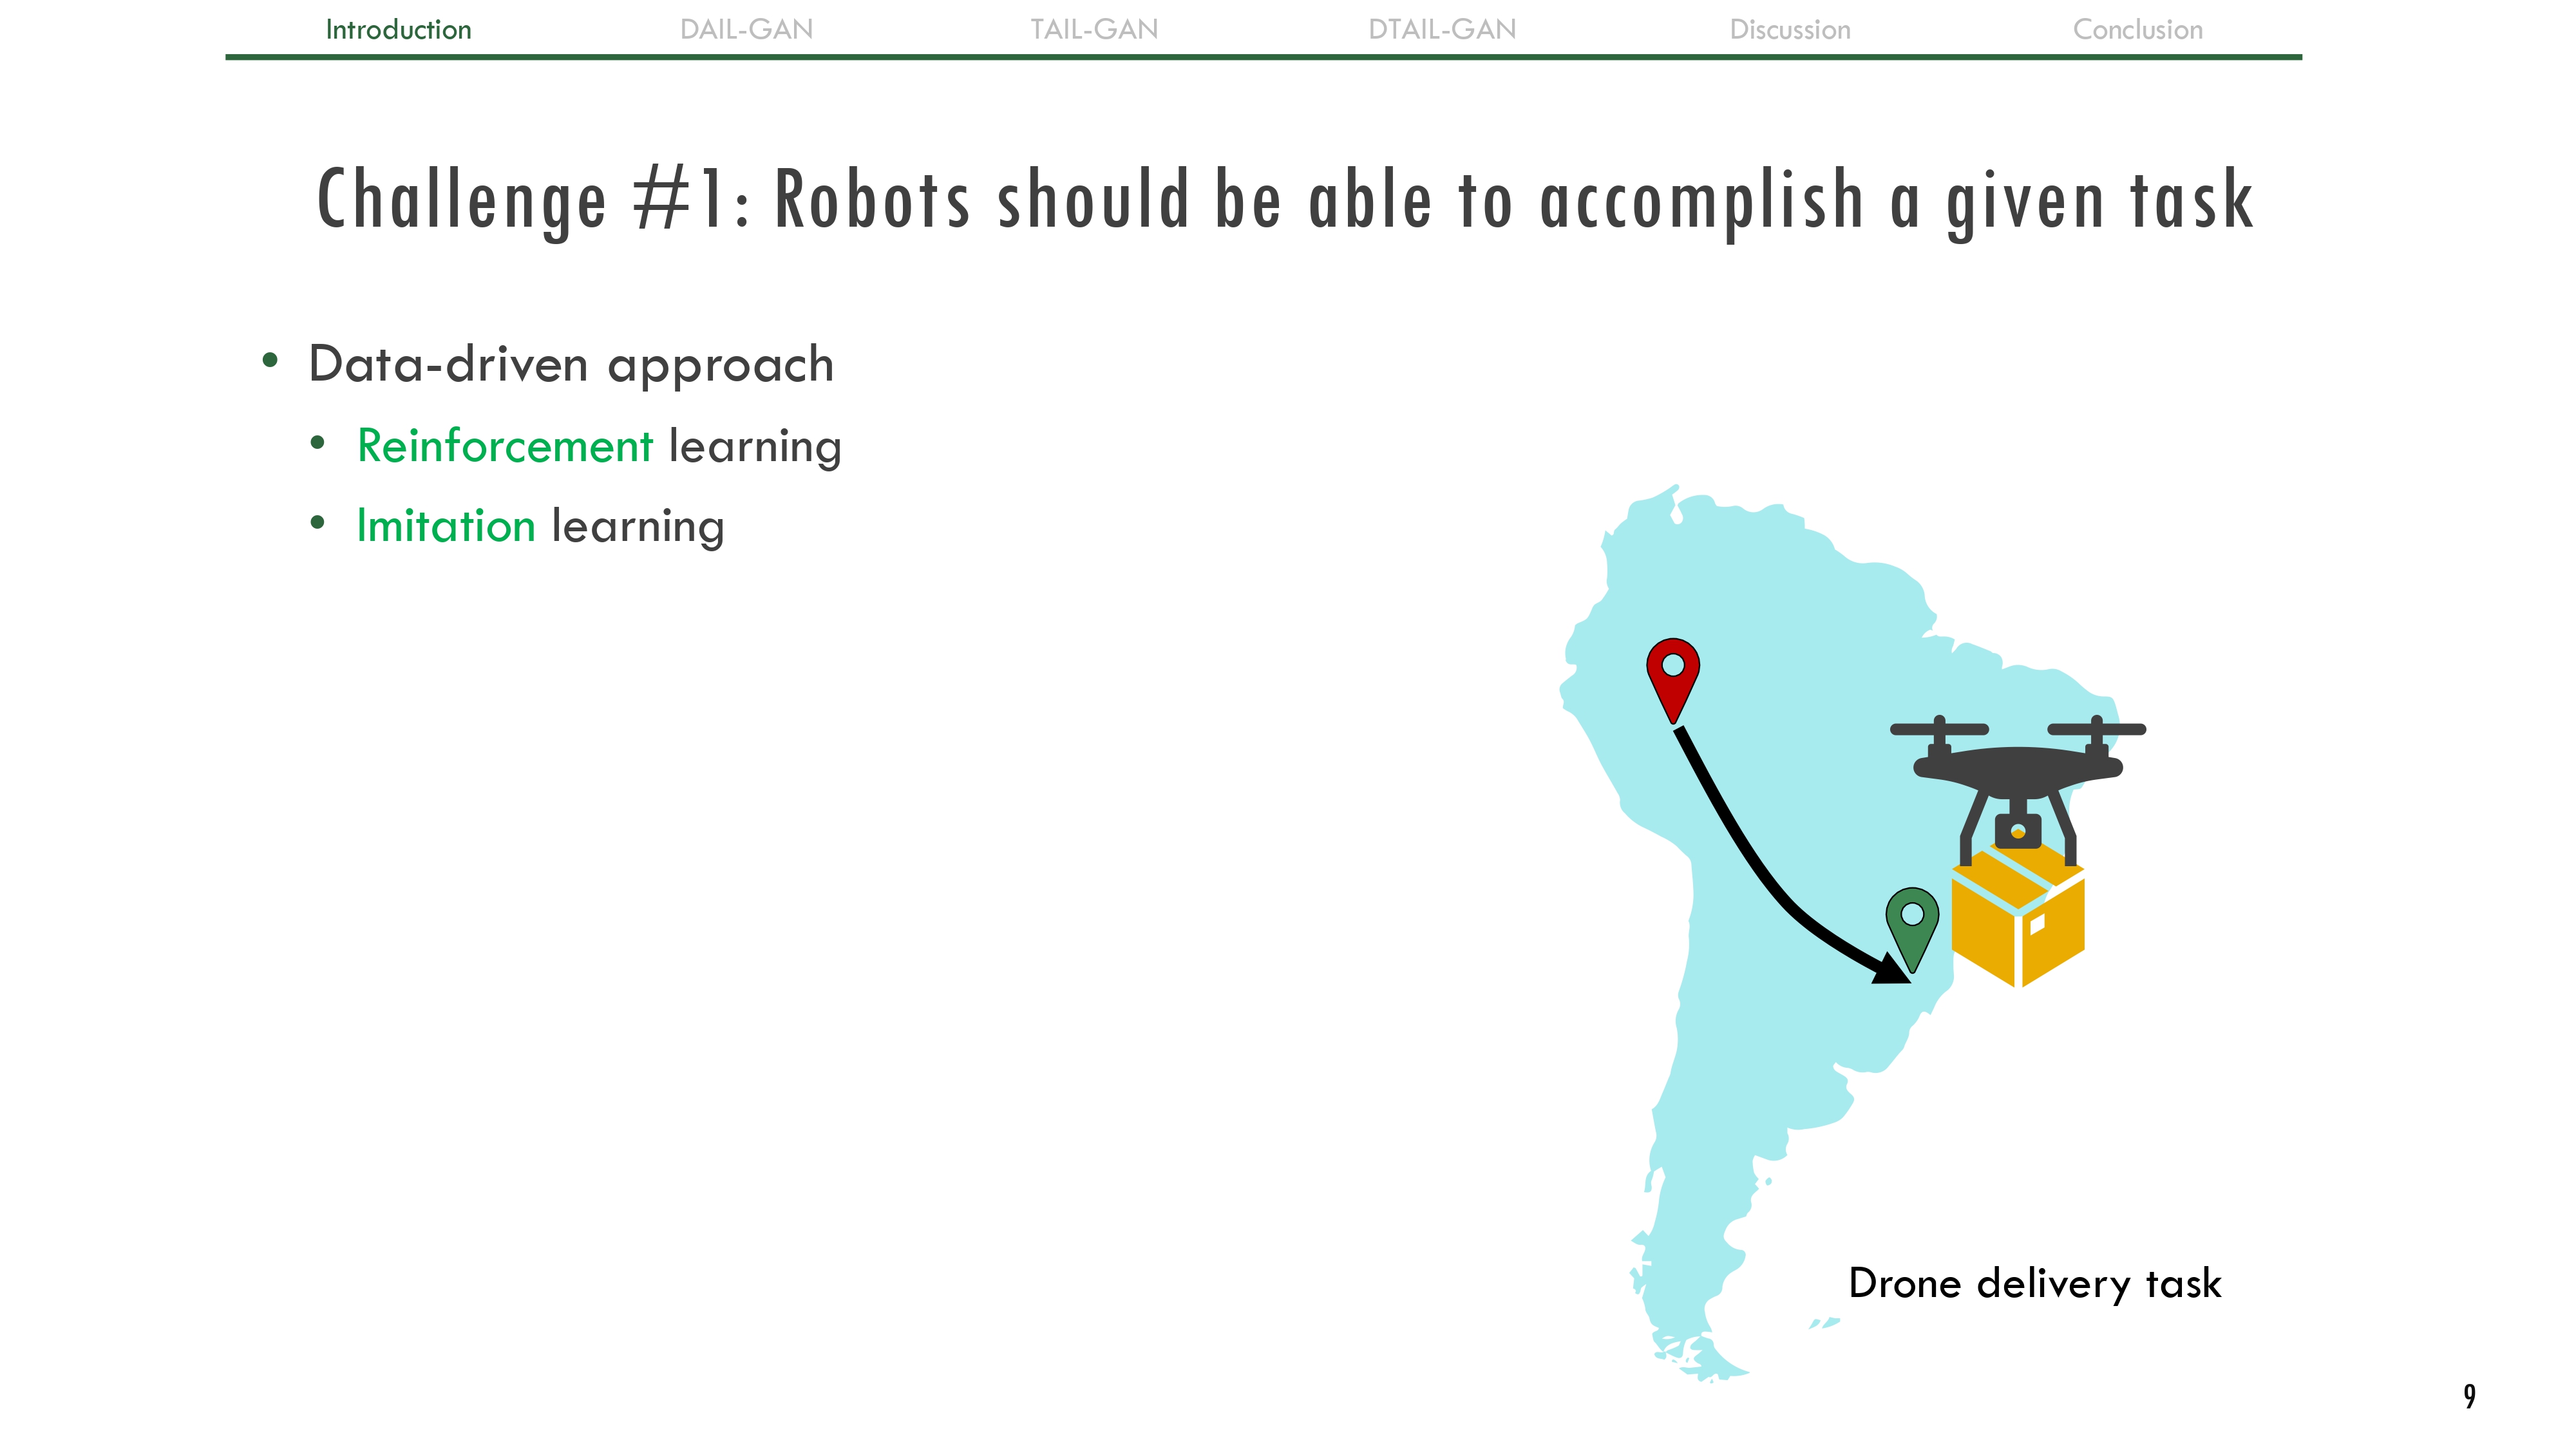 Introduction DAIL-GAN TAIL-GAN DTAIL-GAN Discussion Conclusion
Challenge #1: Robots should be able to accomplish a given task
• Data-driven approach
• Reinforcement learning
• Imitation learning
Drone delivery task
9